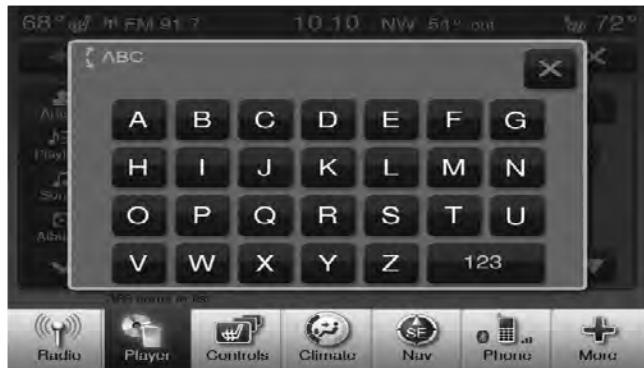 68° FM 91.7 10:10 NW 54° out 72°
ABC
A B C D E F G
H I J K L M N
O P Q R S T U
V W X Y Z 123
Radio Player Controls Climate Nav Phone More